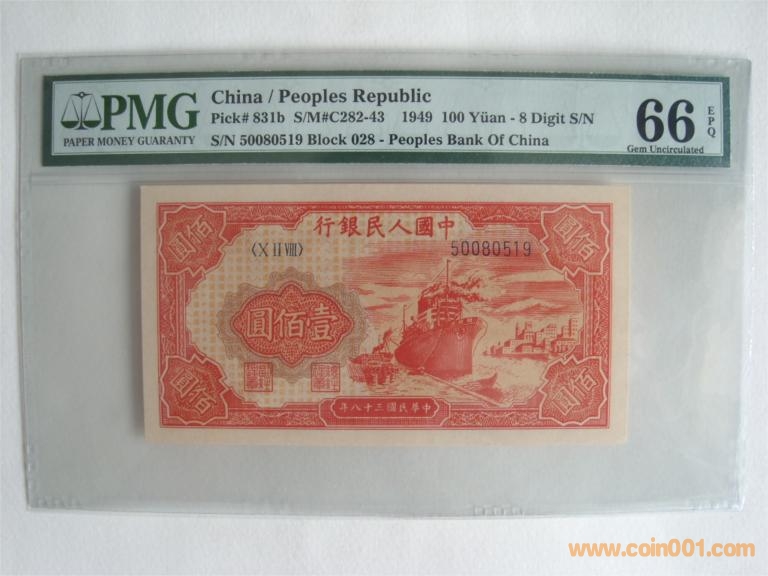 PMG
PAPER MONEY GUARANTY
China / Peoples Republic
Pick# 831b S/M#C282-43 1949 100 Yüan - 8 Digit S/N
S/N 50080519 Block 028 - Peoples Bank Of China
66 EPQ
Gem Uncirculated
行銀民人國中
〈X II VIII〉
50080519
圓佰
圓佰
圓佰壹
圓佰
圓佰
年八十三國民華中
www.coin001.com